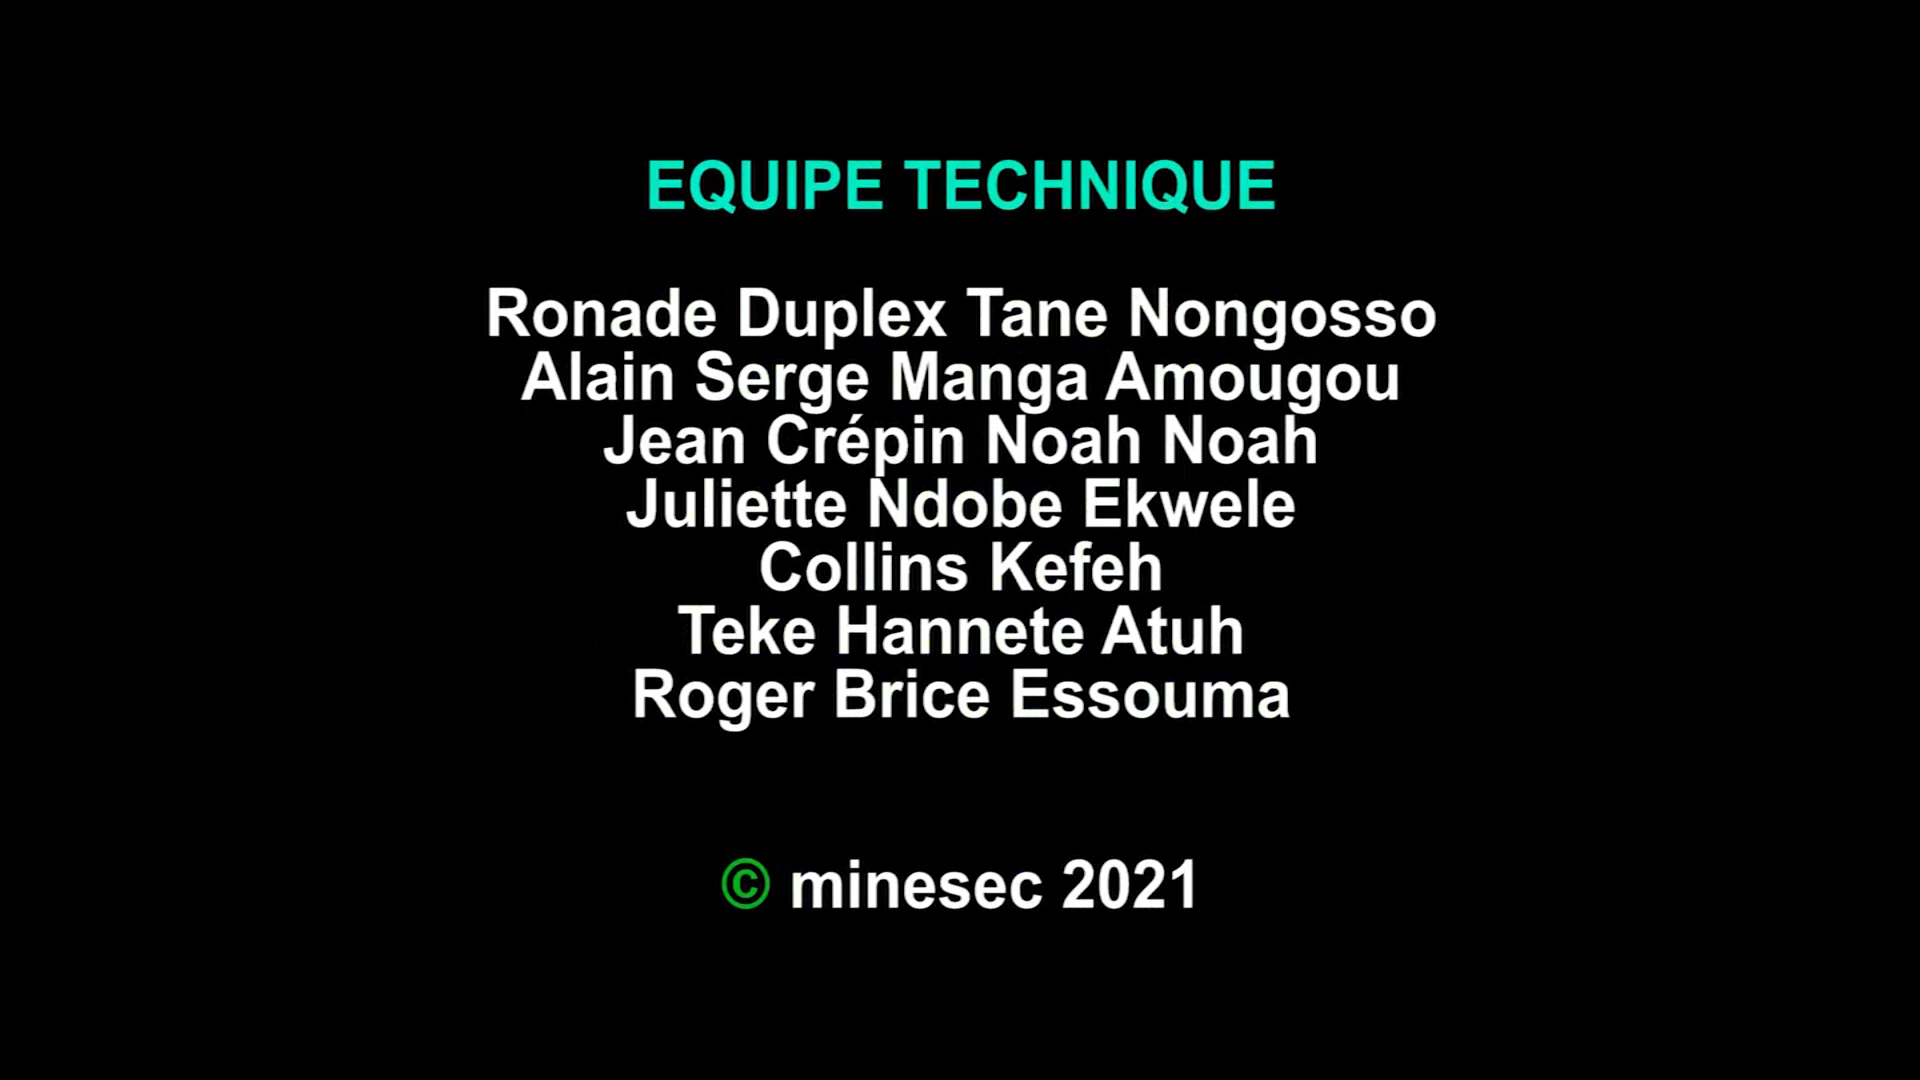 EQUIPE TECHNIQUE
Ronade Duplex Tane Nongosso
Alain Serge Manga Amougou
Jean Crépin Noah Noah
Juliette Ndobe Ekwele
Collins Kefeh
Teke Hannete Atuh
Roger Brice Essouma
© minesec 2021